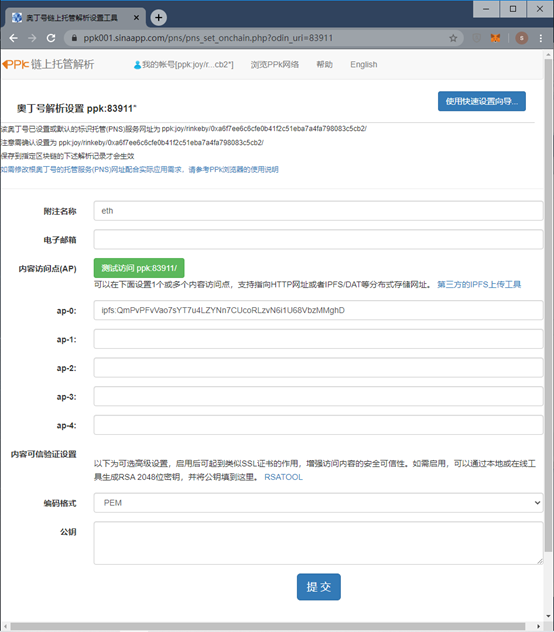 奥丁号链上托管解析设置工具
ppk001.sinaapp.com/pns/pns_set_onchain.php?odin_url=83911
PPk链上托管解析 我的帐号[ppk:joy/r...cb2"] 浏览PPk网络 帮助 English
奥丁号解析设置 ppk:83911" 使用快速设置向导...
该奥丁号已设置或默认的标识托管(PNS)服务网址为 ppk:joy/rinkeby/0xa6f7ee6c6cfe0b41f2c51eba7a4fa798083c5cb2/
注意需确认设置为 ppk:joy/rinkeby/0xa6f7ee6c6cfe0b41f2c51eba7a4fa798083c5cb2/
保存到指定区块链的下述解析记录才会生效
如需修改根奥丁号的托管服务(PNS)网址配合实际应用需求，请参考PPk浏览器的使用说明
附注名称 eth
电子邮箱
内容访问点(AP) 测试访问 ppk:83911/
可以在下面设置1个或多个内容访问点，支持指向HTTP网址或者IPFS/DAT等分布式存储网址。 第三方的IPFS上传工具
ap-0: ipfs:QmPvPFvVao7sYT7u4LZYNn7CUcoRLzvN6i1U68VbzMMghD
ap-1:
ap-2:
ap-3:
ap-4:
内容可信验证设置
以下为可选高级设置，启用后可起到类似SSL证书的作用，增强访问内容的安全可信性。如需启用，可以通过本地或在线工
具生成RSA 2048位密钥，并将公钥填到这里。 RSATOOL
编码格式 PEM
公钥
提 交